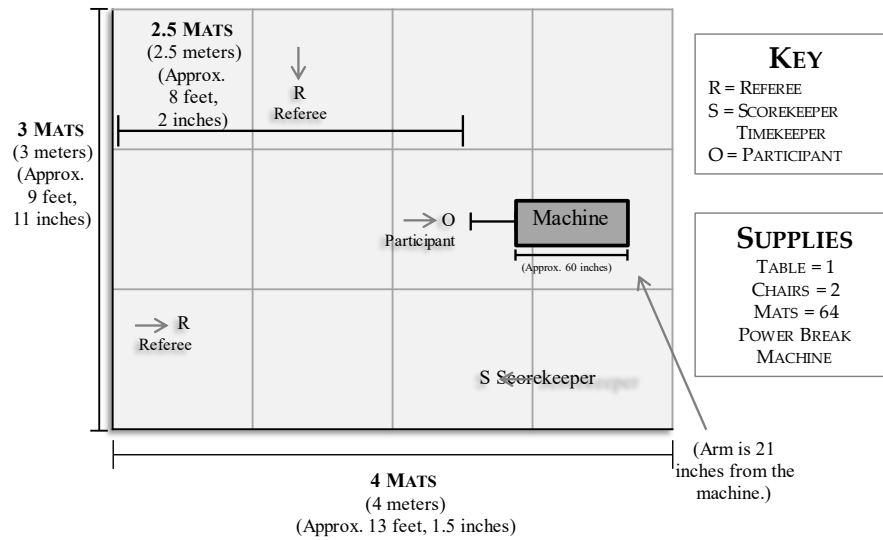 2.5 MATS
(2.5 meters)
(Approx.
8 feet,
2 inches)
R
Referee
3 MATS
(3 meters)
(Approx.
9 feet,
11 inches)
O
Participant
Machine
(Approx. 60 inches)
R
Referee
S Scorekeeper
4 MATS
(4 meters)
(Approx. 13 feet, 1.5 inches)
(Arm is 21
inches from the
machine.)
KEY
R = REFEREE
S = SCOREKEEPER
TIMEKEEPER
O = PARTICIPANT
SUPPLIES
TABLE = 1
CHAIRS = 2
MATS = 64
POWER BREAK
MACHINE